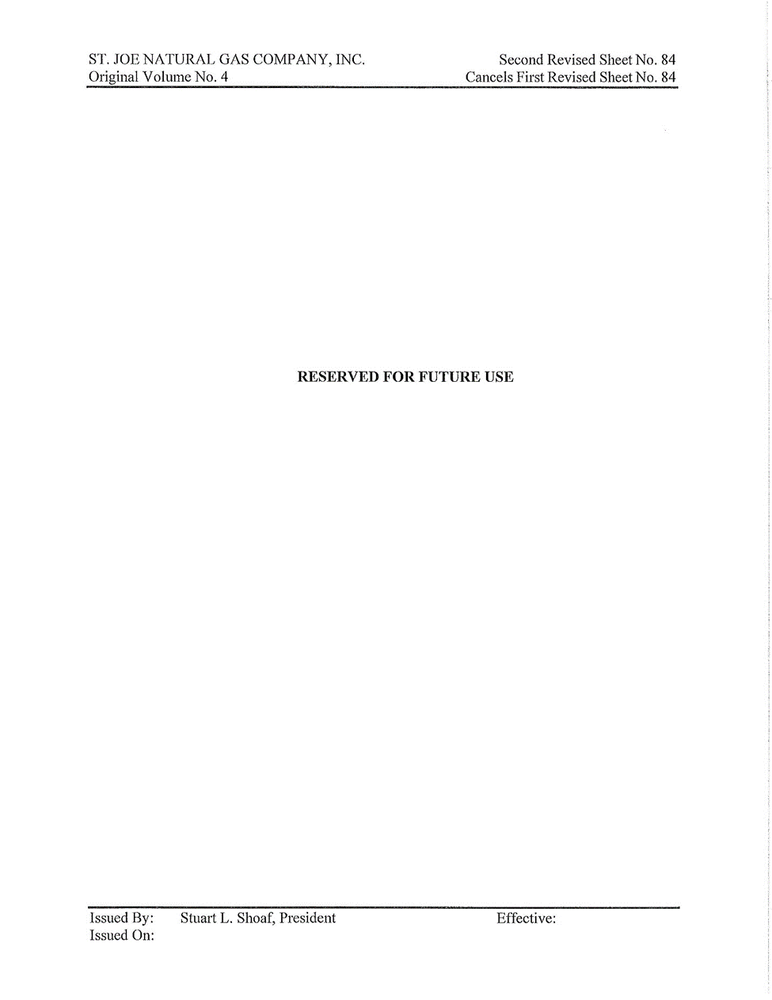 ST. JOE NATURAL GAS COMPANY, INC. Second Revised Sheet No. 84
Original Volume No. 4 Cancels First Revised Sheet No. 84
RESERVED FOR FUTURE USE
Issued By: Stuart L. Shoaf, President Effective:
Issued On: